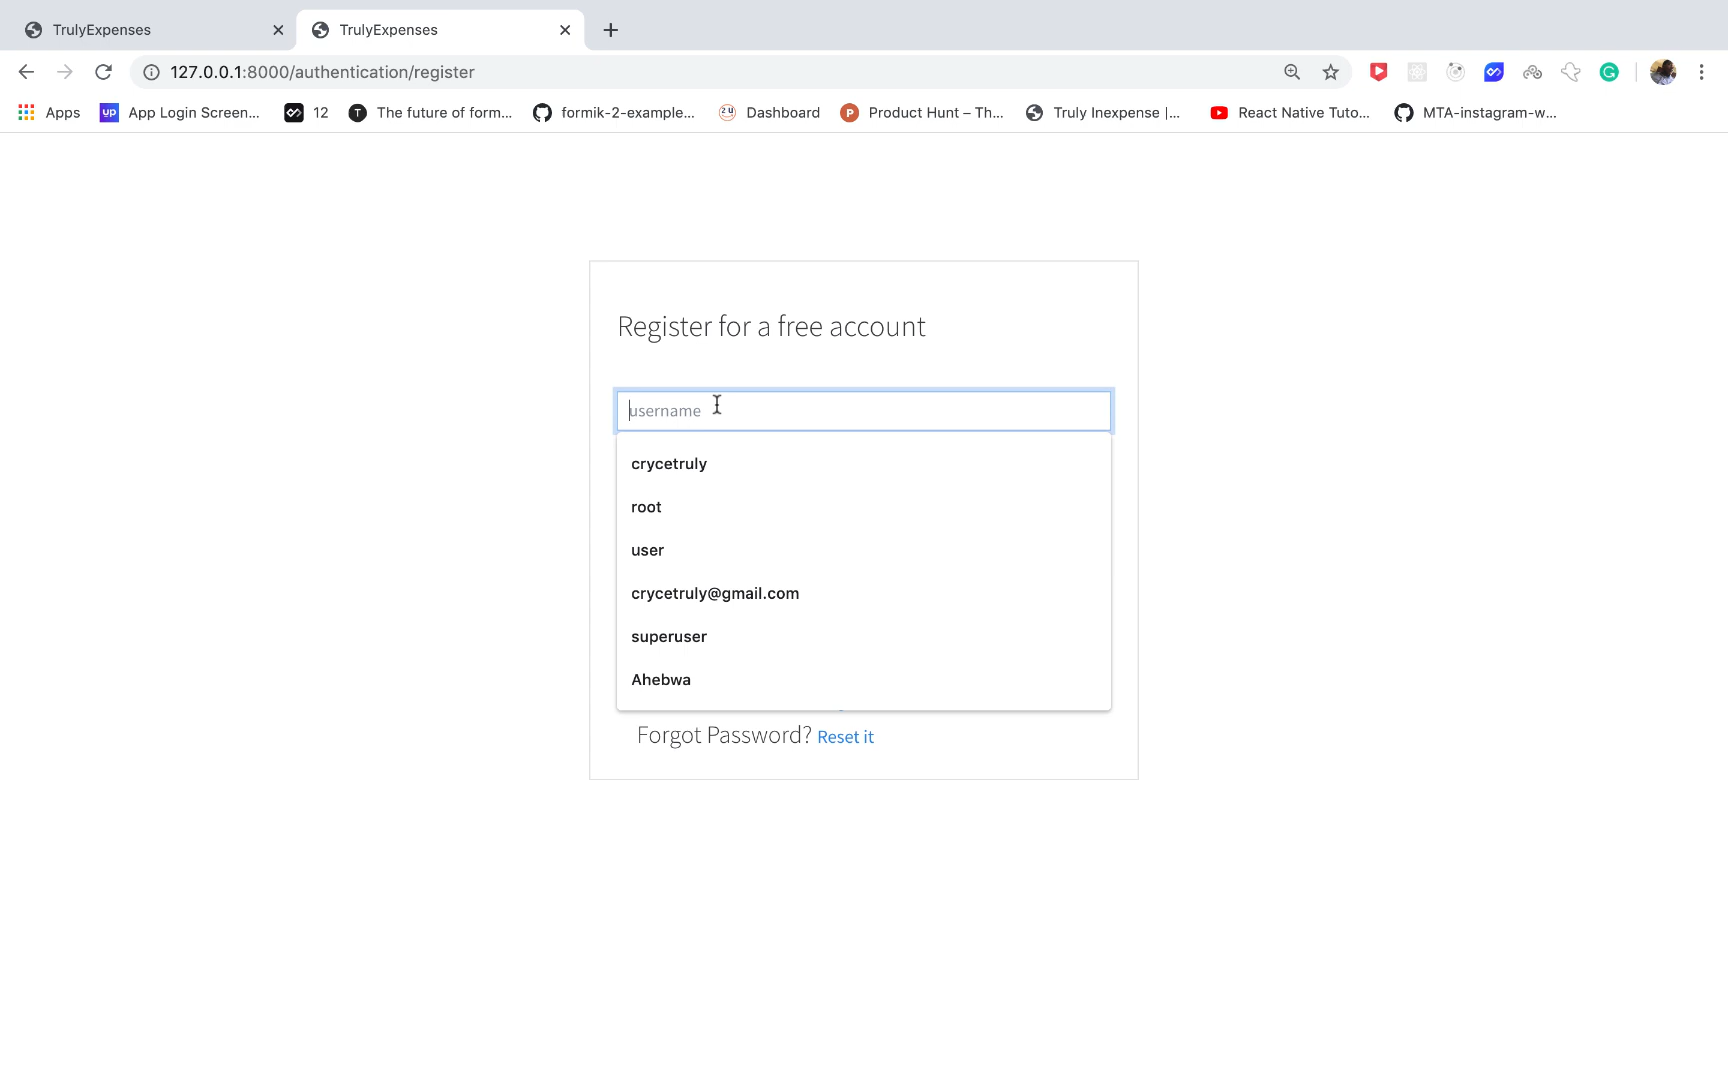 TrulyExpenses
TrulyExpenses
127.0.0.1:8000/authentication/register
Apps
up App Login Screen...
12
T The future of form...
formik-2-example...
2U Dashboard
P Product Hunt – Th...
Truly Inexpense |...
React Native Tuto...
MTA-instagram-w...
Register for a free account
username
crycetruly
root
user
crycetruly@gmail.com
superuser
Ahebwa
Forgot Password? Reset it